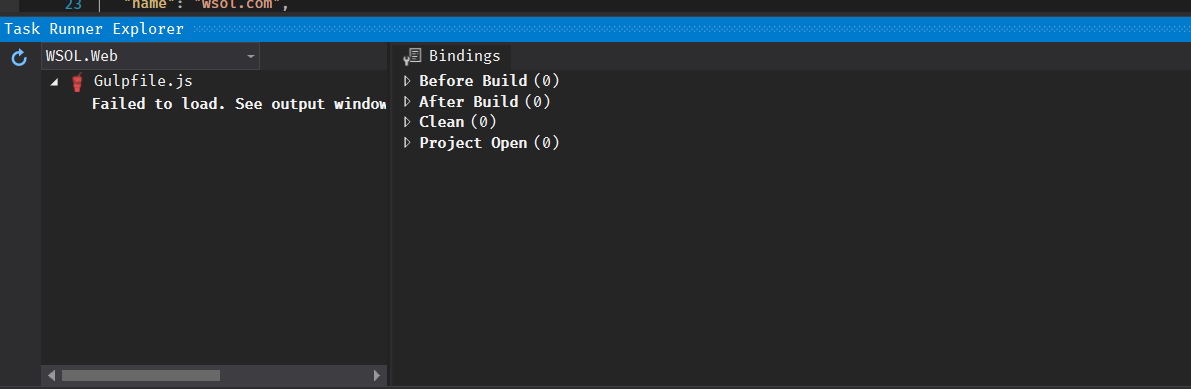 23 "name": "wsol.com",
Task Runner Explorer
WSOL.Web
Gulpfile.js
Failed to load. See output window
Bindings
Before Build (0)
After Build (0)
Clean (0)
Project Open (0)